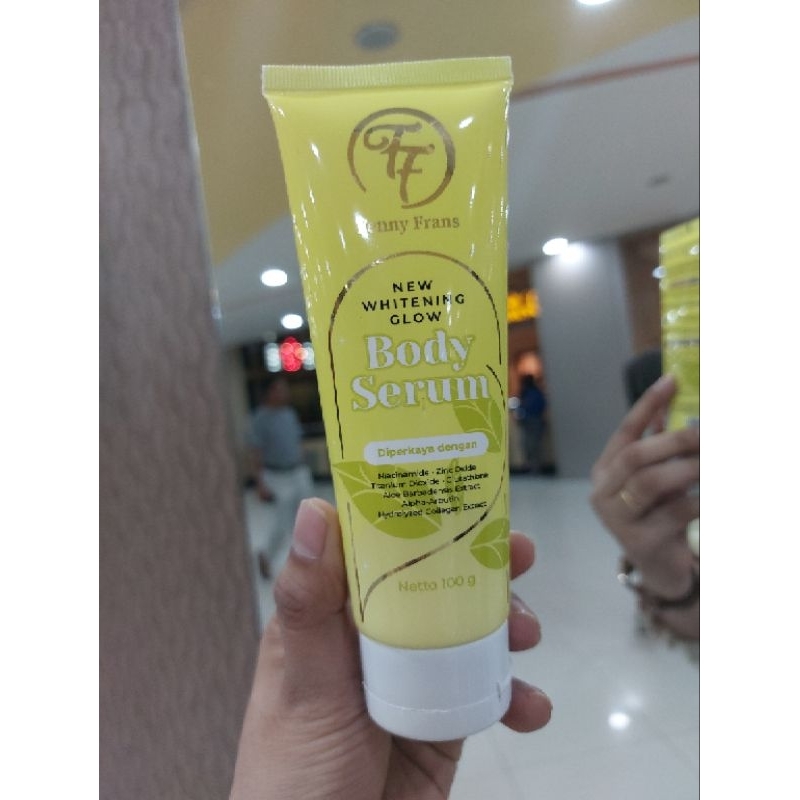 FF
Fenny Frans
NEW
WHITENING
GLOW
Body
Serum
Diperkaya dengan
Niacinamide · Zinc Oxide
Titanium Dioxide · Glutathione
Aloe Barbadensis Extract
Alpha-Arbutin
Hydrolyzed Collagen Extract
Netto 100 g